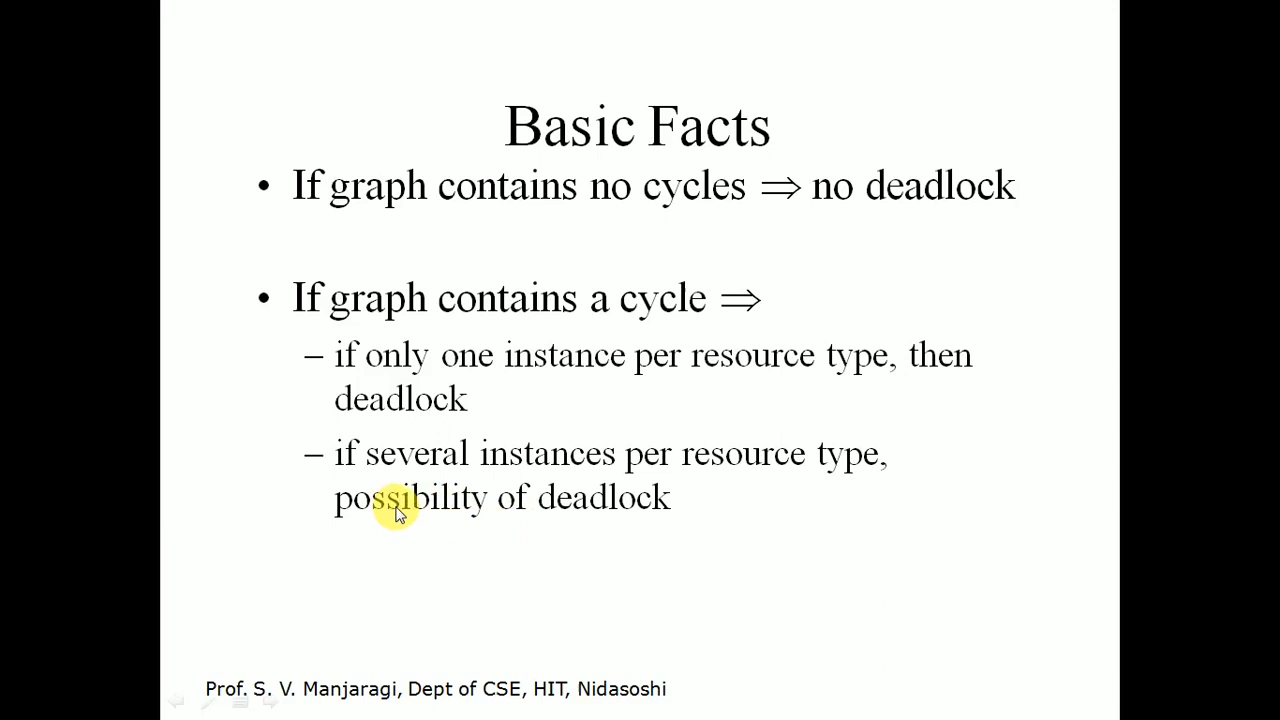 Basic Facts
• If graph contains no cycles ⇒ no deadlock
• If graph contains a cycle ⇒
– if only one instance per resource type, then
deadlock
– if several instances per resource type,
possibility of deadlock
Prof. S. V. Manjaragi, Dept of CSE, HIT, Nidasoshi